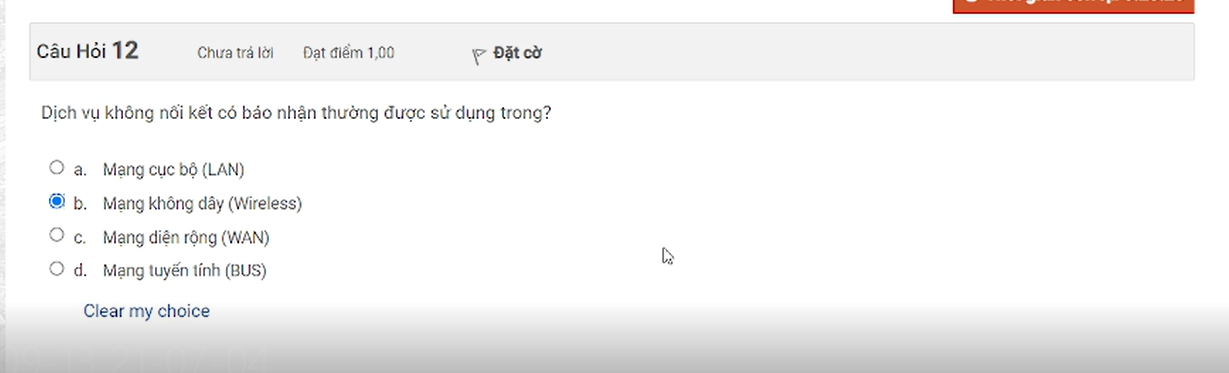 Câu Hỏi 12 Chưa trả lời Đạt điểm 1,00 Đặt cờ
Dịch vụ không nối kết có báo nhận thường được sử dụng trong?
a. Mạng cục bộ (LAN)
b. Mạng không dây (Wireless)
c. Mạng diện rộng (WAN)
d. Mạng tuyến tính (BUS)
Clear my choice